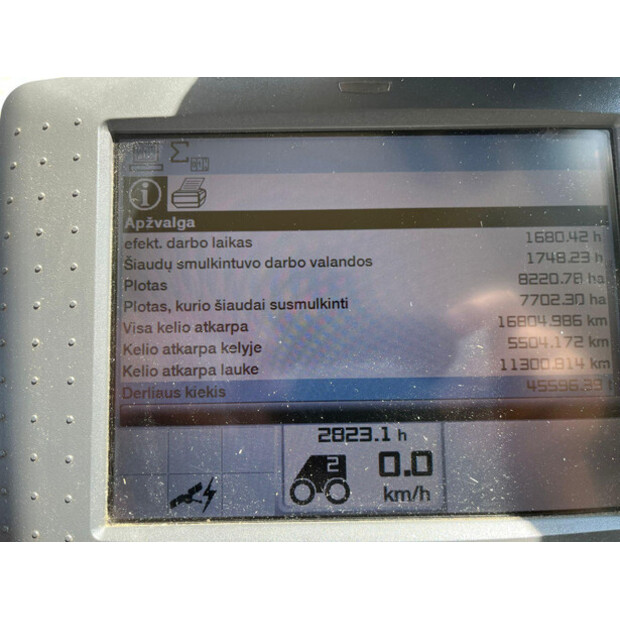 Apžvalga
efekt. darbo laikas 1680.42 h
Šiaudų smulkintuvo darbo valandos 1748.23 h
Plotas 8220.78 ha
Plotas, kurio šiaudai susmulkinti 7702.30 ha
Visa kelio atkarpa 16804.986 km
Kelio atkarpa kelyje 5504.172 km
Kelio atkarpa lauke 11300.814 km
Derliaus kiekis 45596.39 t
2823.1 h
2 0.0
km/h